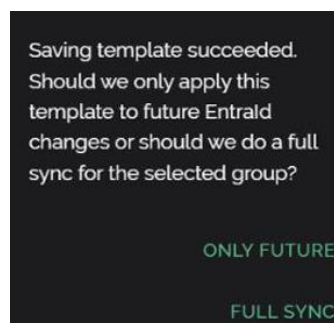 Saving template succeeded.
Should we only apply this
template to future EntraId
changes or should we do a full
sync for the selected group?
ONLY FUTURE
FULL SYNC